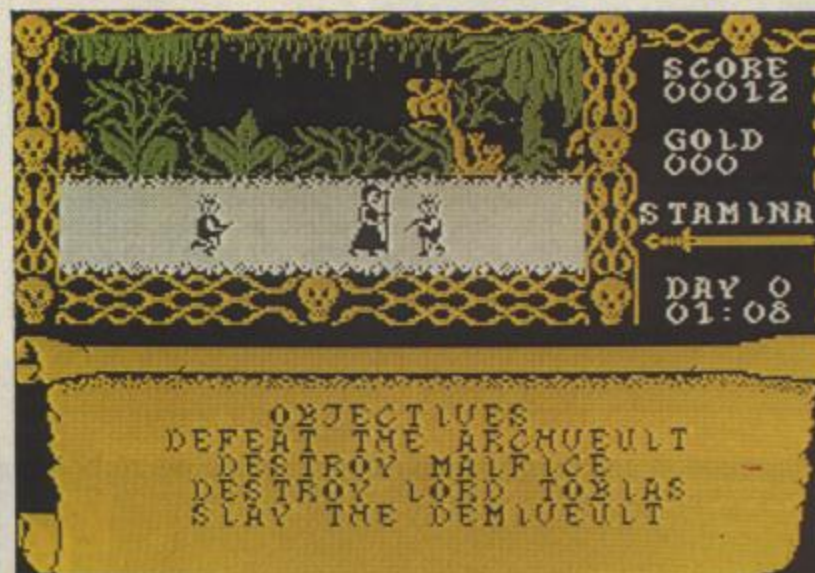 SCORE
00012
GOLD
000
STAMINA
DAY 0
01:08
OBJECTIVES
DEFEAT THE ARCHVEULT
DESTROY MALFICE
DESTROY LORD TOBIAS
SLAY THE DEMIVEULT